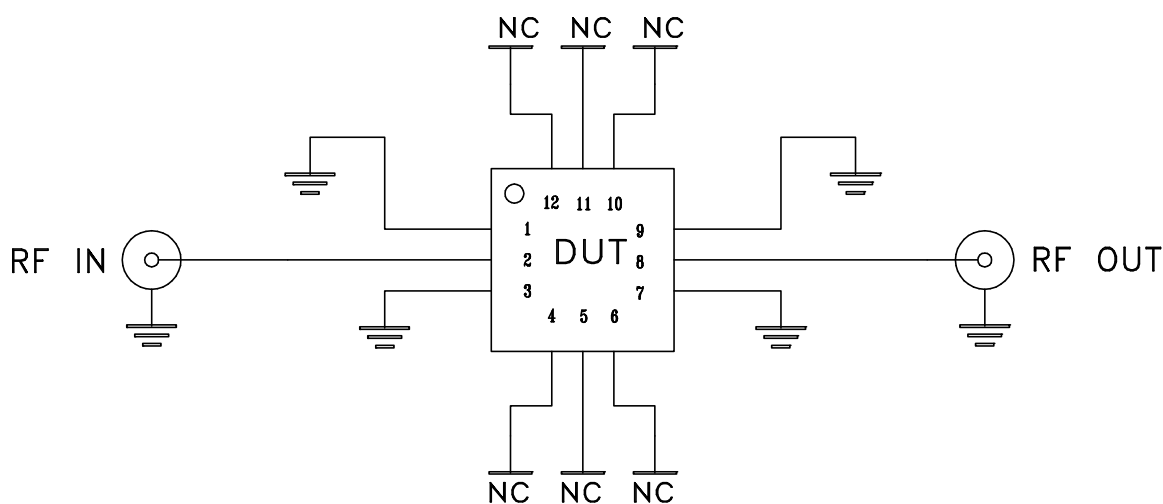 NC NC NC
12 11 10
1 9
RF IN 2 DUT 8 RF OUT
3 7
4 5 6
NC NC NC